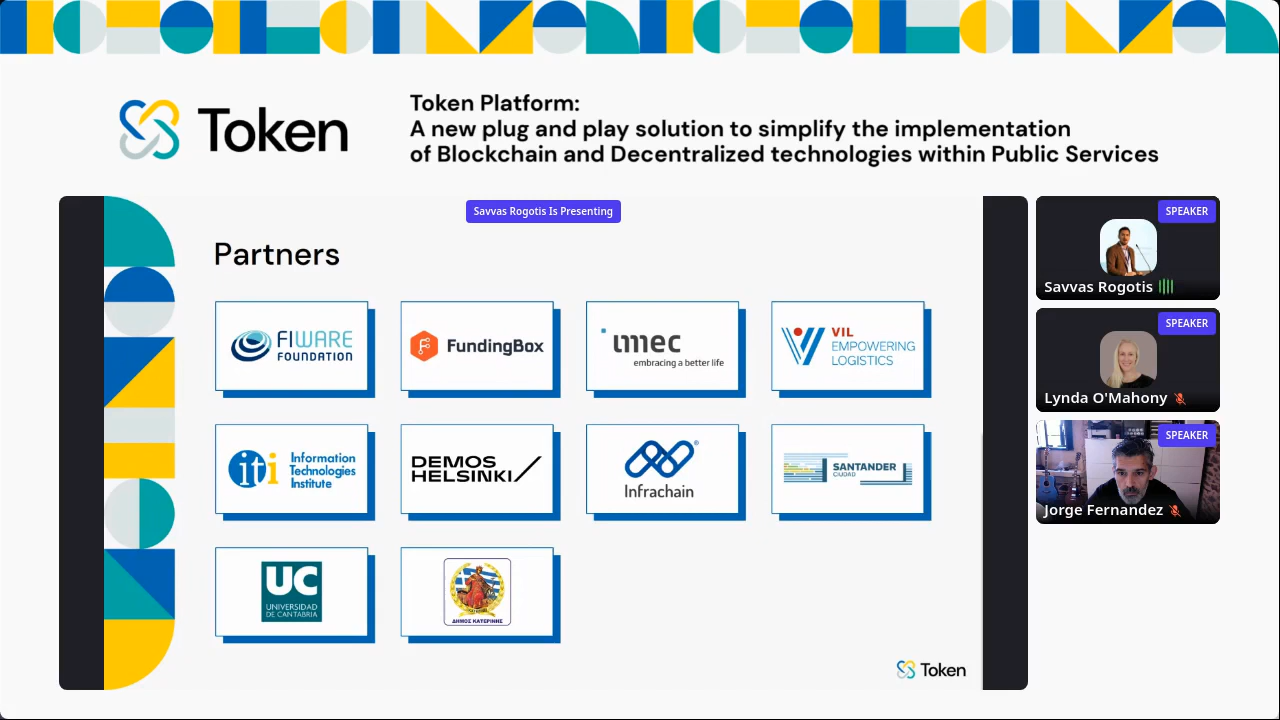 Token
Token Platform:
A new plug and play solution to simplify the implementation
of Blockchain and Decentralized technologies within Public Services
Savvas Rogotis Is Presenting
Partners
FIWARE
FOUNDATION
FundingBox
imec
embracing a better life
VIL
EMPOWERING
LOGISTICS
iti
Information
Technologies
Institute
DEMOS
HELSINKI
Infrachain
®
SANTANDER
CIUDAD
UC
UNIVERSIDAD
DE CANTABRIA
ΔΗΜΟΣ ΚΑΤΕΡΙΝΗΣ
Token
SPEAKER
Savvas Rogotis
SPEAKER
Lynda O'Mahony
SPEAKER
Jorge Fernandez